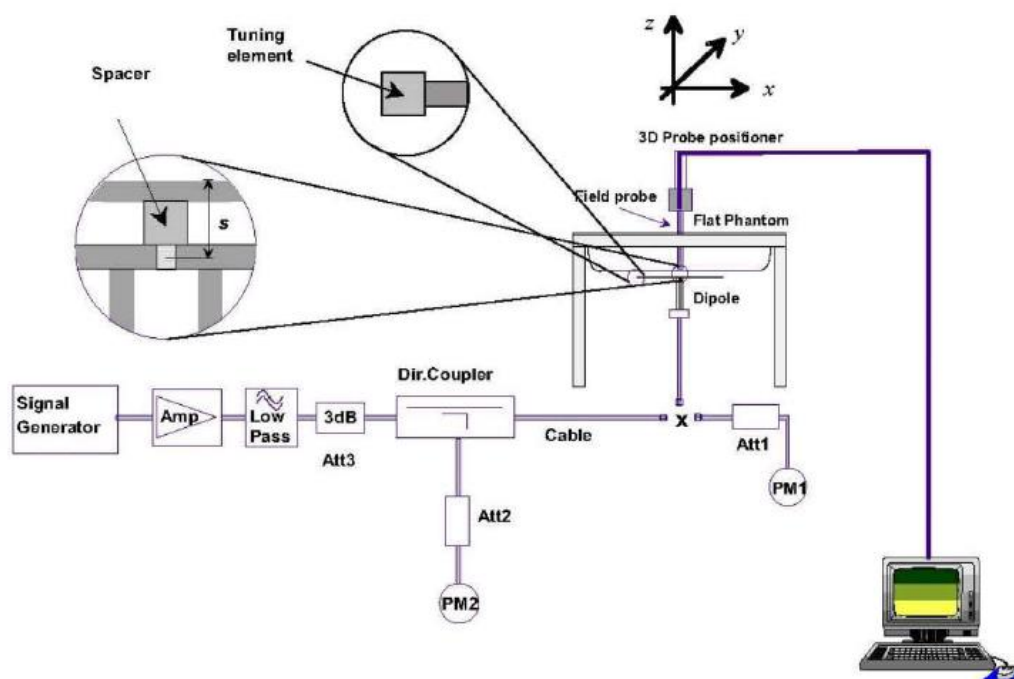 Tuning
element
Spacer
s
z
y
x
3D Probe positioner
Field probe
Flat Phantom
Dipole
Dir.Coupler
Signal
Generator
Amp
Low
Pass
3dB
Att3
Cable
x
Att1
PM1
Att2
PM2